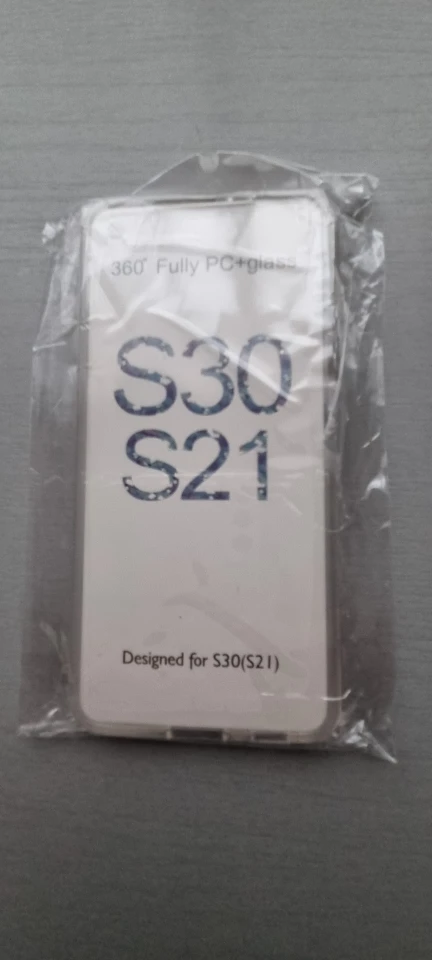 360° Fully PC+glass
S30
S21
Designed for S30(S21)